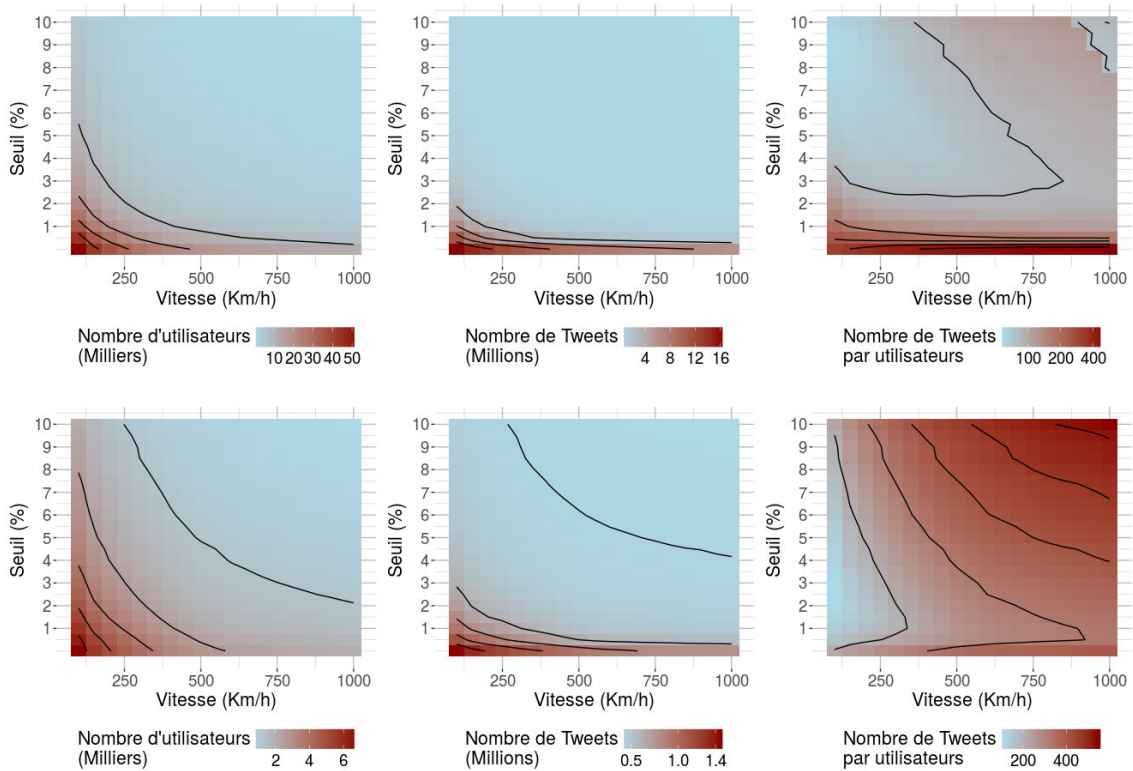 10
9
8
7
6
5
4
3
2
1
Seuil (%)
250 500 750 1000
Vitesse (Km/h)
Nombre d'utilisateurs
(Milliers)
10 20 30 40 50
10
9
8
7
6
5
4
3
2
1
Seuil (%)
250 500 750 1000
Vitesse (Km/h)
Nombre de Tweets
(Millions)
4 8 12 16
10
9
8
7
6
5
4
3
2
1
Seuil (%)
250 500 750 1000
Vitesse (Km/h)
Nombre de Tweets
par utilisateurs
100 200 400
10
9
8
7
6
5
4
3
2
1
Seuil (%)
250 500 750 1000
Vitesse (Km/h)
Nombre d'utilisateurs
(Milliers)
2 4 6
10
9
8
7
6
5
4
3
2
1
Seuil (%)
250 500 750 1000
Vitesse (Km/h)
Nombre de Tweets
(Millions)
0.5 1.0 1.4
10
9
8
7
6
5
4
3
2
1
Seuil (%)
250 500 750 1000
Vitesse (Km/h)
Nombre de Tweets
par utilisateurs
200 400